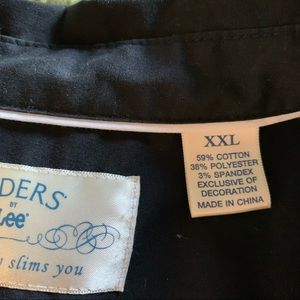 DERS
BY
Lee®
slims you
XXL
59% COTTON
38% POLYESTER
3% SPANDEX
EXCLUSIVE OF
DECORATION
MADE IN CHINA